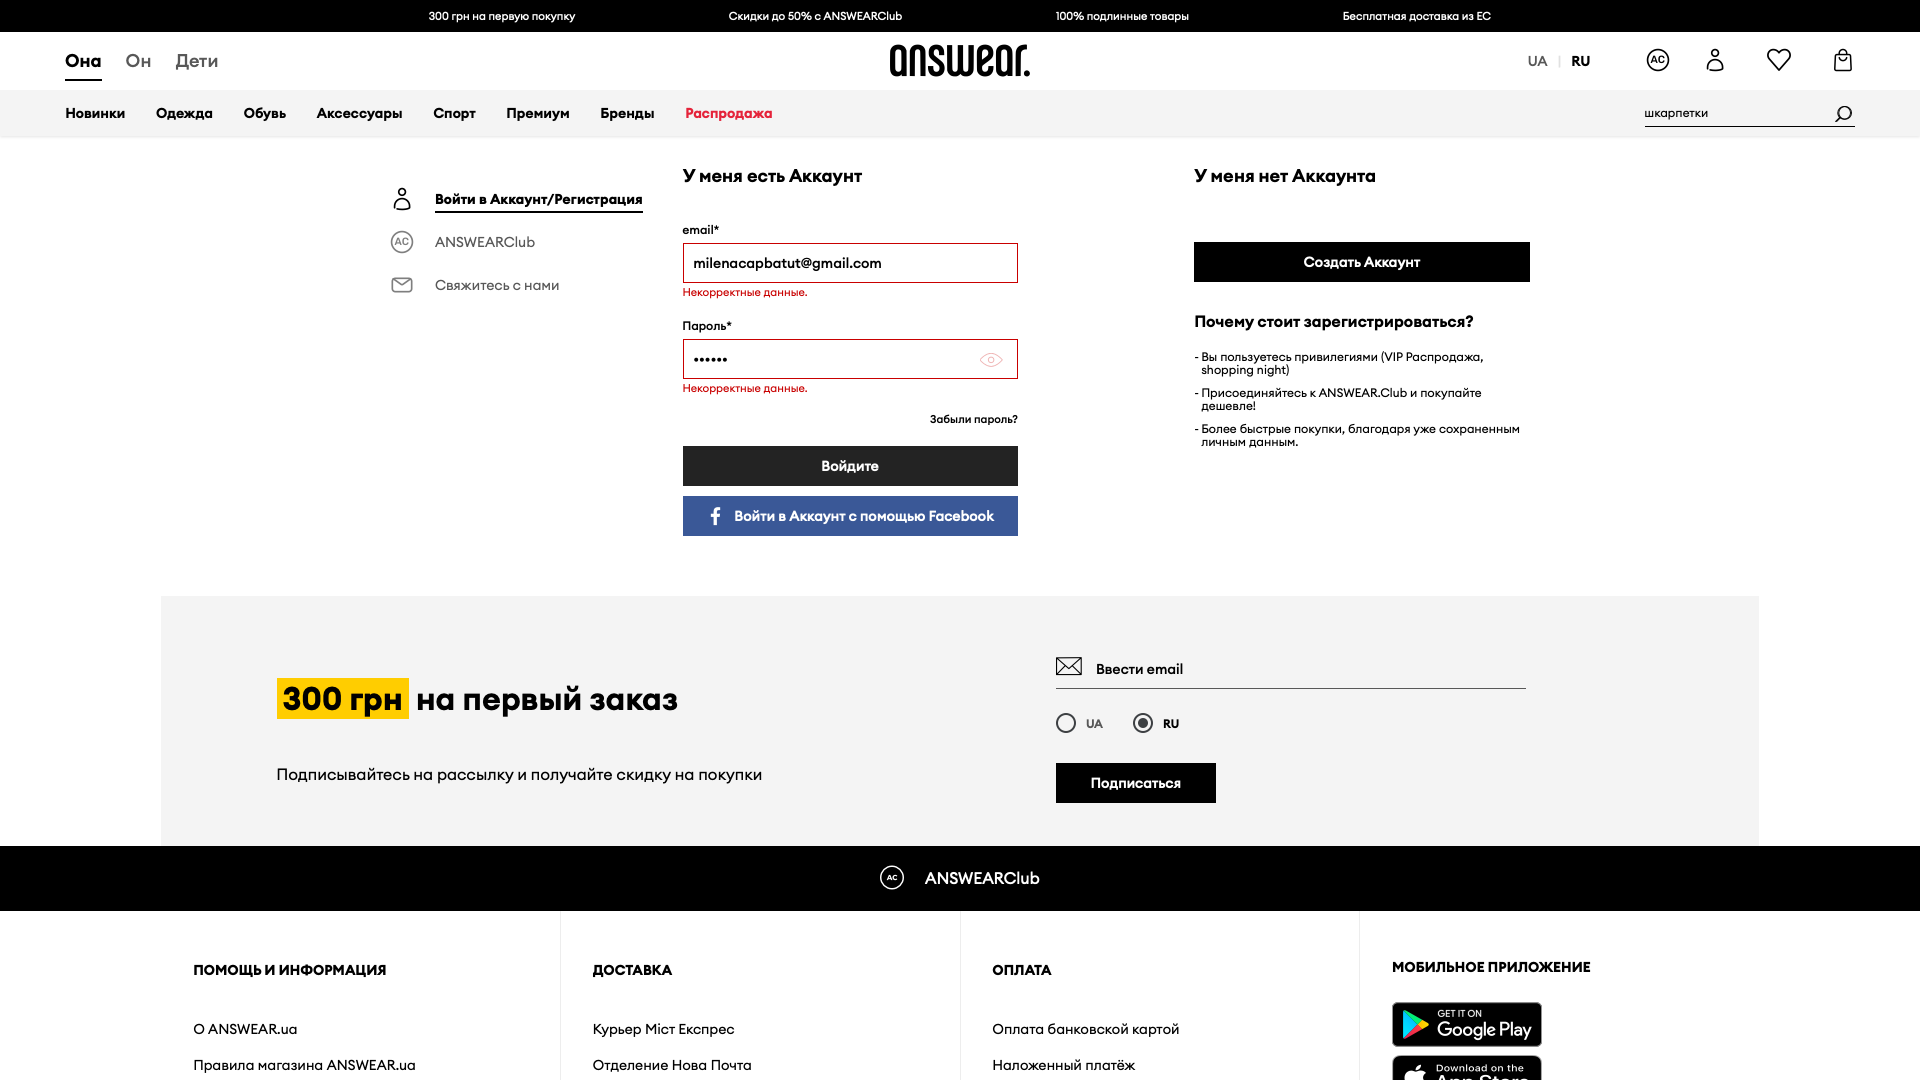 300 грн на первую покупку
Скидки до 50% с ANSWEARClub
100% подлинные товары
Бесплатная доставка из ЕС
Она
Он
Дети
answear.
UA
RU
AC
Новинки
Одежда
Обувь
Аксессуары
Спорт
Премиум
Бренды
Распродажа
шкарпетки
Войти в Аккаунт/Регистрация
AC
ANSWEARClub
Свяжитесь с нами
У меня есть Аккаунт
email*
milenacapbatut@gmail.com
Некорректные данные.
Пароль*
••••••
Некорректные данные.
Забыли пароль?
Войдите
Войти в Аккаунт с помощью Facebook
У меня нет Аккаунта
Создать Аккаунт
Почему стоит зарегистрироваться?
- Вы пользуетесь привилегиями (VIP Распродажа,
shopping night)
- Присоединяйтесь к ANSWEAR.Club и покупайте
дешевле!
- Более быстрые покупки, благодаря уже сохраненным
личным данным.
300 грн на первый заказ
Подписывайтесь на рассылку и получайте скидку на покупки
Ввести email
UA
RU
Подписаться
AC
ANSWEARClub
ПОМОЩЬ И ИНФОРМАЦИЯ
О ANSWEAR.ua
Правила магазина ANSWEAR.ua
ДОСТАВКА
Курьер Міст Експрес
Отделение Нова Почта
ОПЛАТА
Оплата банковской картой
Наложенный платёж
МОБИЛЬНОЕ ПРИЛОЖЕНИЕ
GET IT ON
Google Play
Download on the
App Store